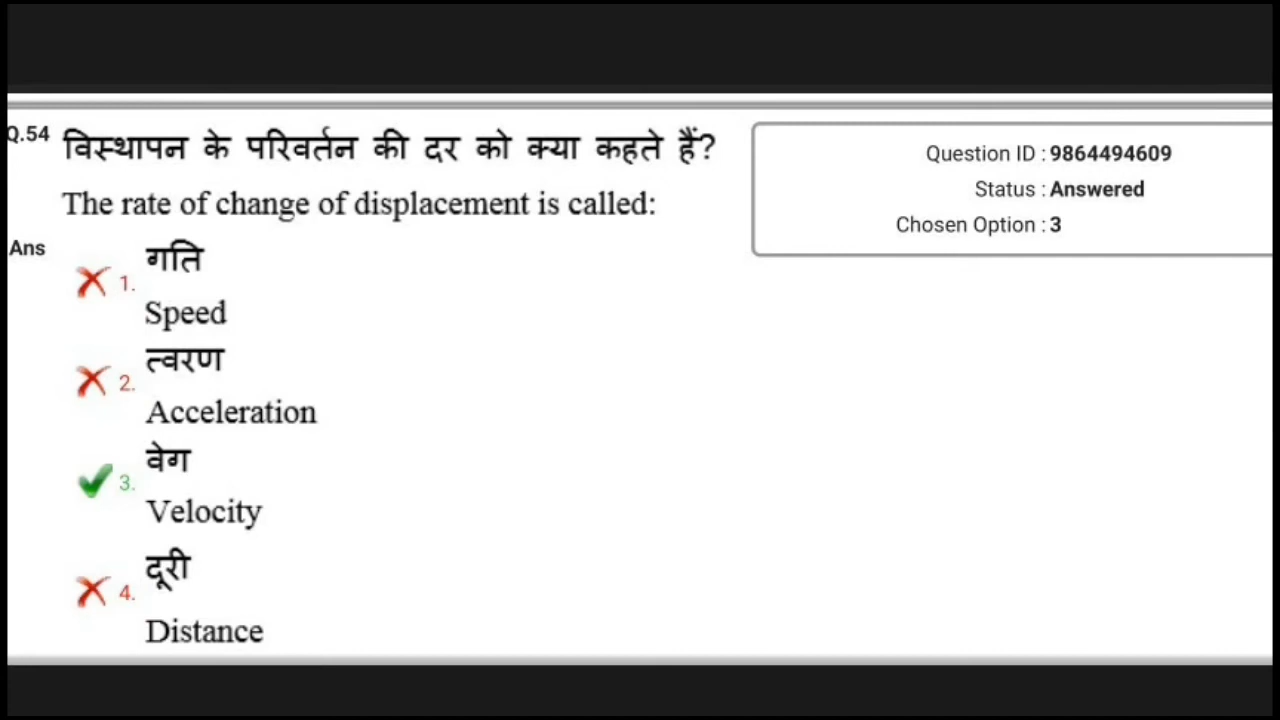 Q.54 विस्थापन के परिवर्तन की दर को क्या कहते हैं?
The rate of change of displacement is called:
Ans
1. गति
Speed
2. त्वरण
Acceleration
3. वेग
Velocity
4. दूरी
Distance
Question ID : 9864494609
Status : Answered
Chosen Option : 3